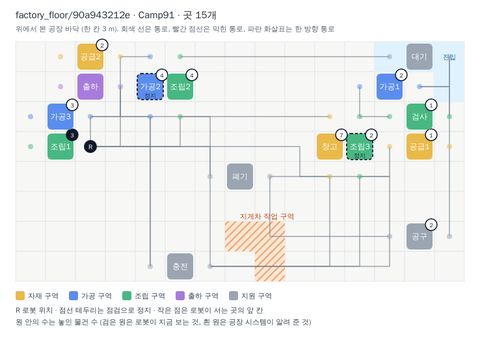 factory_floor/90a943212e · Camp91 · 곳 15개
위에서 본 공장 바닥 (한 칸 3 m). 회색 선은 통로, 빨간 점선은 막힌 통로, 파란 화살표는 한 방향 통로
공급2 2
대기
진입
출하
가공2 4
정지
조립2 4
가공1 2
가공3 3
검사 1
조립1 3
R
창고 7
조립3 2
정지
공급1 1
폐기
지게차 작업 구역
공구 2
충전
자재 구역
가공 구역
조립 구역
출하 구역
지원 구역
R 로봇 위치 · 점선 테두리는 점검으로 정지 · 작은 점은 로봇이 서는 곳의 앞 칸
원 안의 수는 놓인 물건 수 (검은 원은 로봇이 지금 보는 것, 흰 원은 공장 시스템이 알려 준 것)